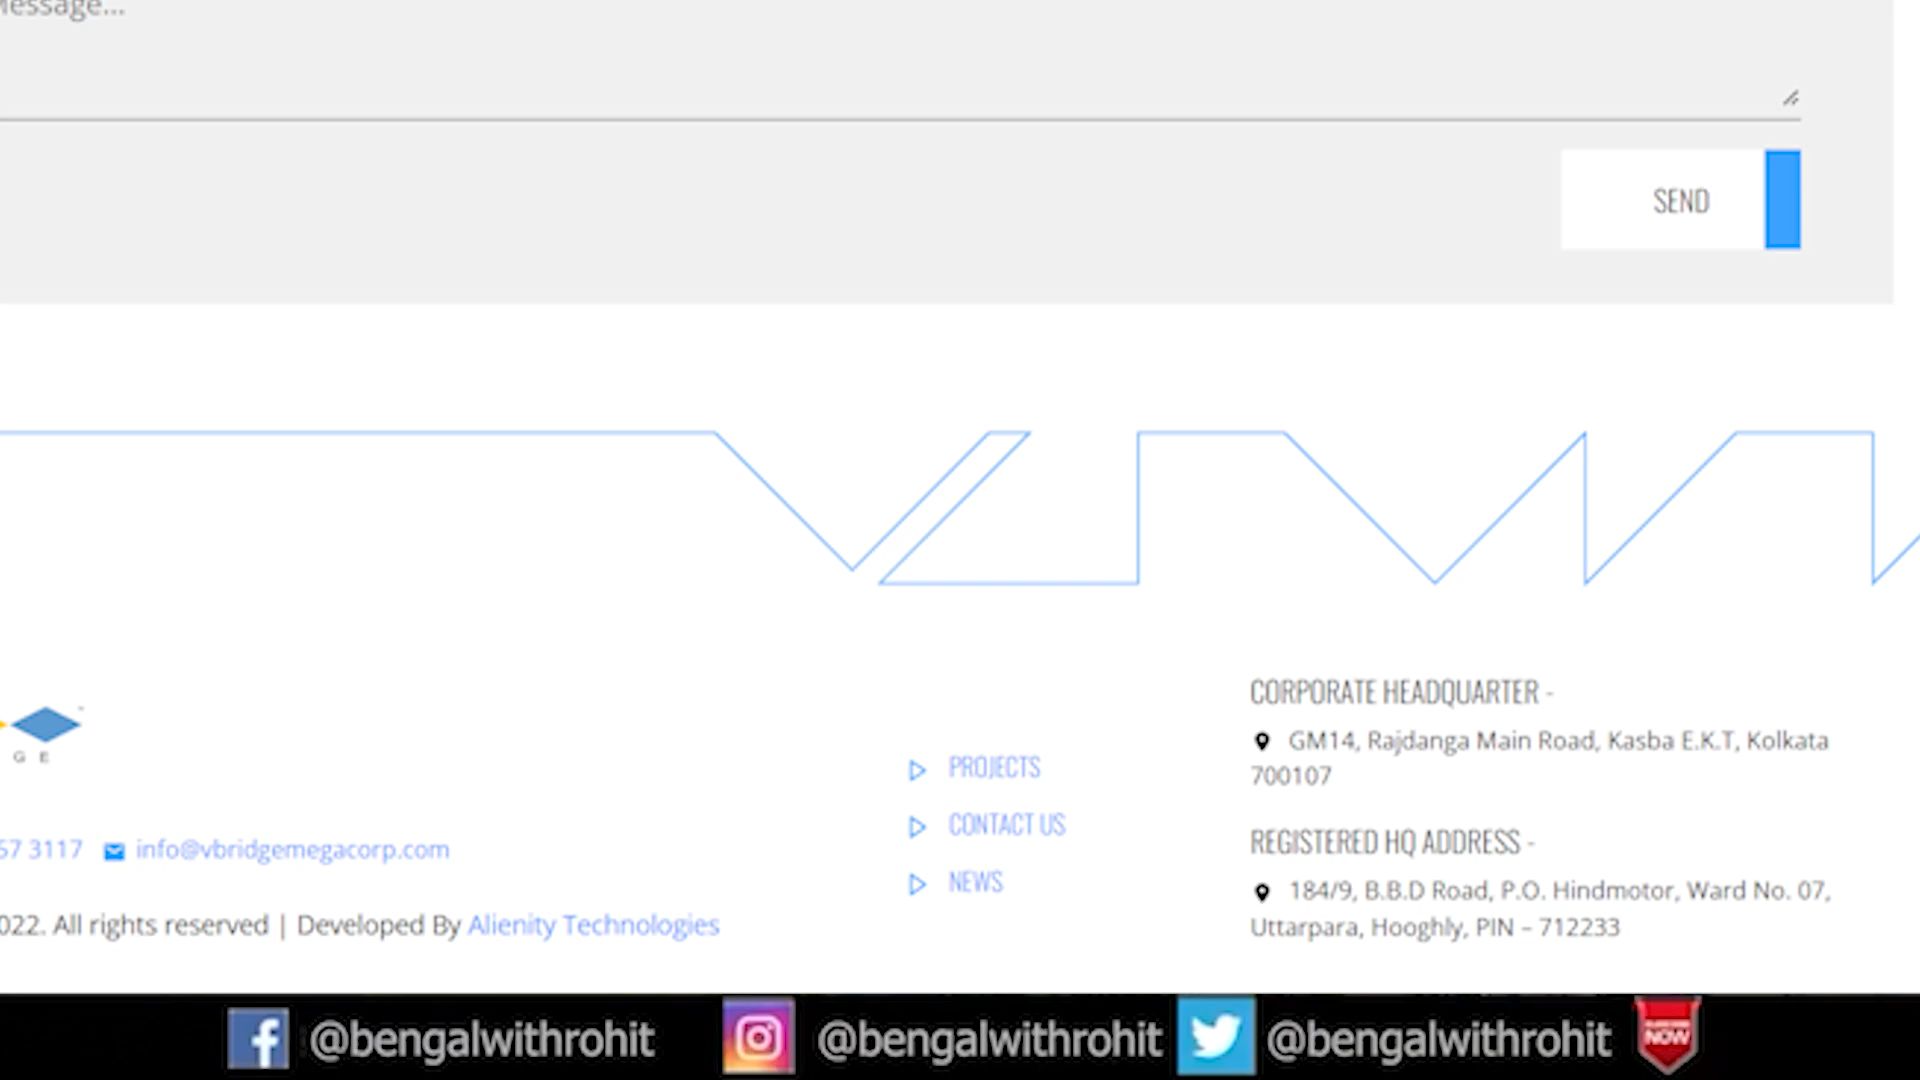 Message...
SEND
G E
57 3117 info@vbridgemegacorp.com
022. All rights reserved | Developed By Alienity Technologies
PROJECTS
CONTACT US
NEWS
CORPORATE HEADQUARTER -
GM14, Rajdanga Main Road, Kasba E.K.T, Kolkata
700107
REGISTERED HQ ADDRESS -
184/9, B.B.D Road, P.O. Hindmotor, Ward No. 07,
Uttarpara, Hooghly, PIN – 712233
@bengalwithrohit @bengalwithrohit @bengalwithrohit
NOW